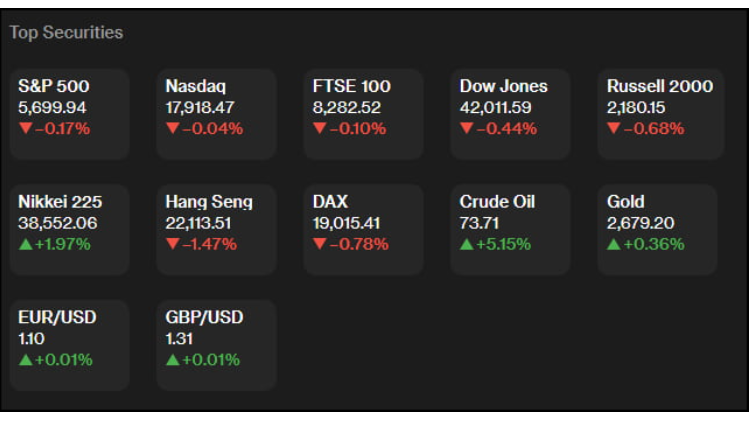 Top Securities
S&P 500
5,699.94
▼−0.17%
Nasdaq
17,918.47
▼−0.04%
FTSE 100
8,282.52
▼−0.10%
Dow Jones
42,011.59
▼−0.44%
Russell 2000
2,180.15
▼−0.68%
Nikkei 225
38,552.06
▲+1.97%
Hang Seng
22,113.51
▼−1.47%
DAX
19,015.41
▼−0.78%
Crude Oil
73.71
▲+5.15%
Gold
2,679.20
▲+0.36%
EUR/USD
1.10
▲+0.01%
GBP/USD
1.31
▲+0.01%